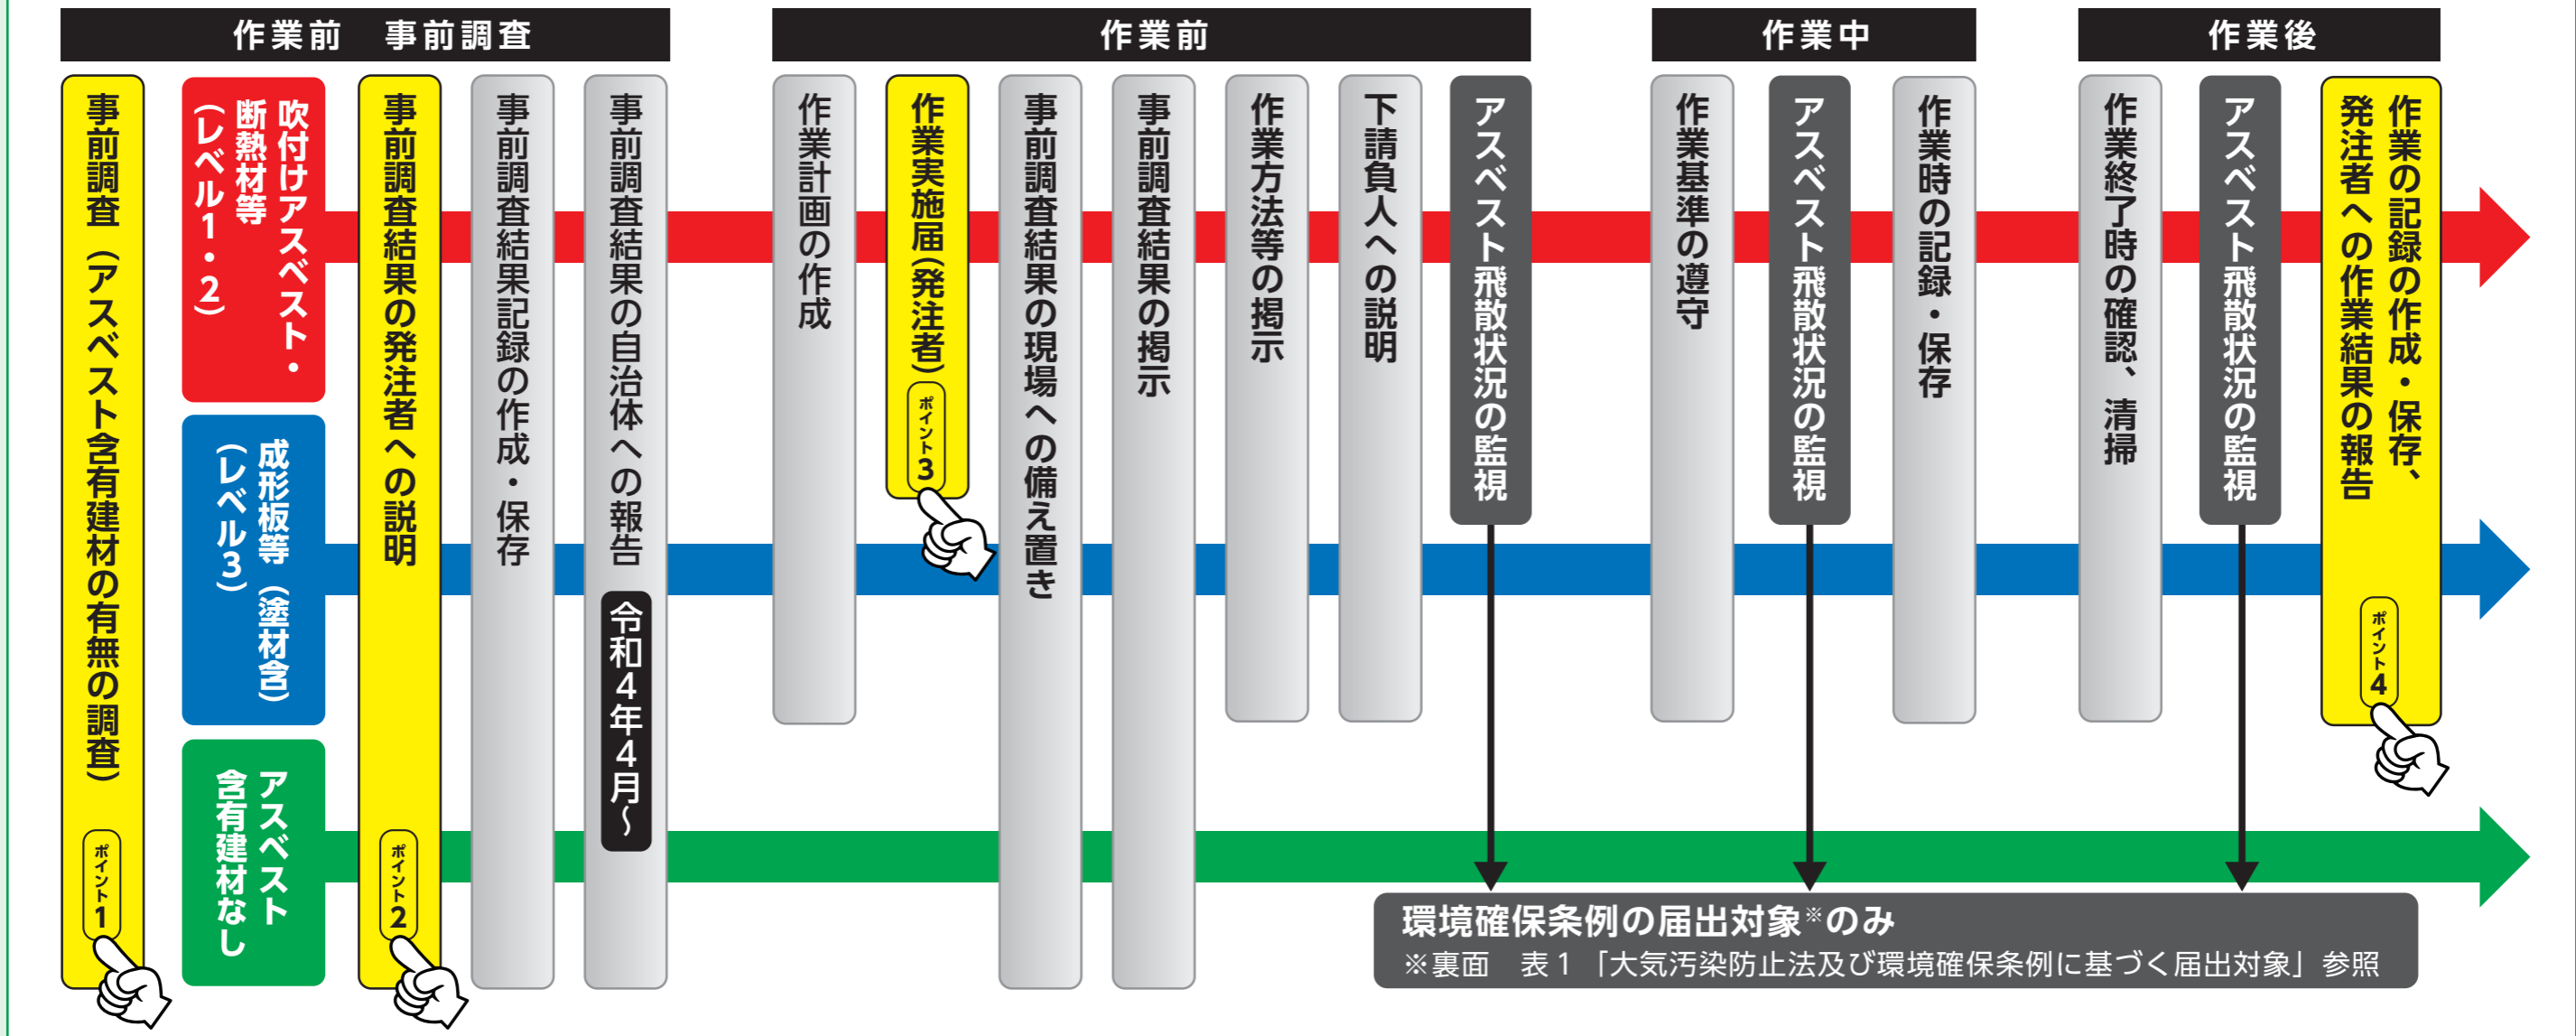 作業前　事前調査
事前調査（アスベスト含有建材の有無の調査）
ポイント1
吹付けアスベスト・
断熱材等
（レベル1・2）
成形板等（塗材含）
（レベル3）
アスベスト
含有建材なし
事前調査結果の発注者への説明
ポイント2
事前調査結果記録の作成・保存
事前調査結果の自治体への報告
令和4年4月～
作業前
作業計画の作成
作業実施届（発注者）
ポイント3
事前調査結果の現場への備え置き
事前調査結果の掲示
作業方法等の掲示
下請負人への説明
アスベスト飛散状況の監視
作業中
作業基準の遵守
アスベスト飛散状況の監視
作業時の記録・保存
作業後
作業終了時の確認、清掃
アスベスト飛散状況の監視
作業の記録の作成・保存、
発注者への作業結果の報告
ポイント4
環境確保条例の届出対象※のみ
※裏面　表1「大気汚染防止法及び環境確保条例に基づく届出対象」参照